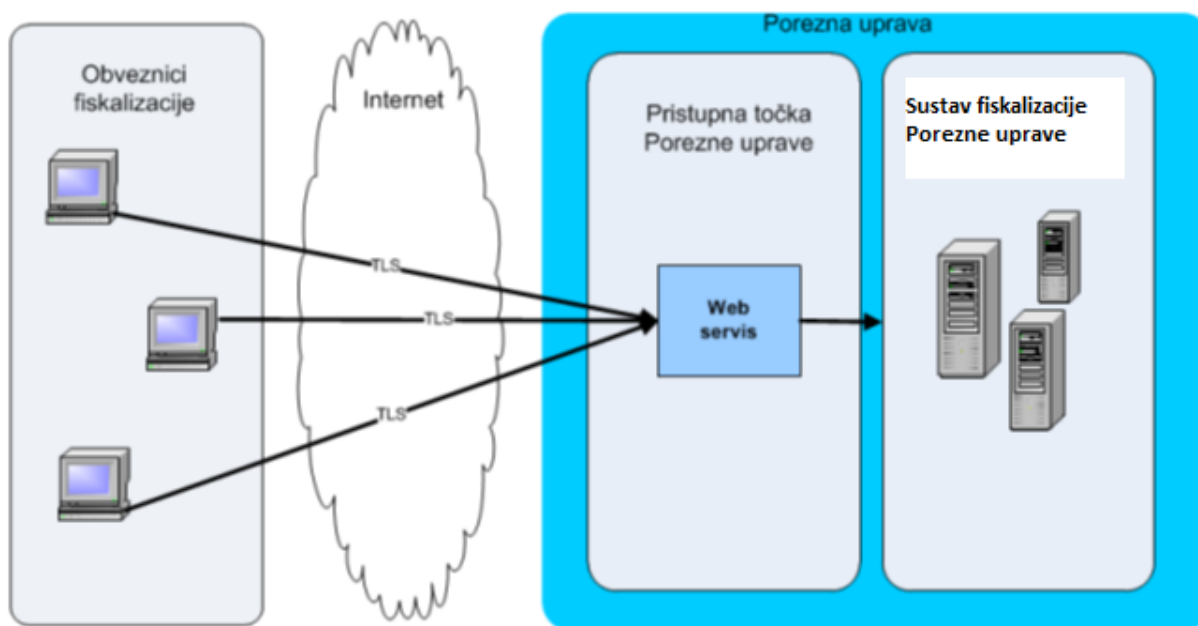 Obveznici
fiskalizacije
Internet
Porezna uprava
Pristupna točka
Porezne uprave
Sustav fiskalizacije
Porezne uprave
TLS
TLS
TLS
Web
servis